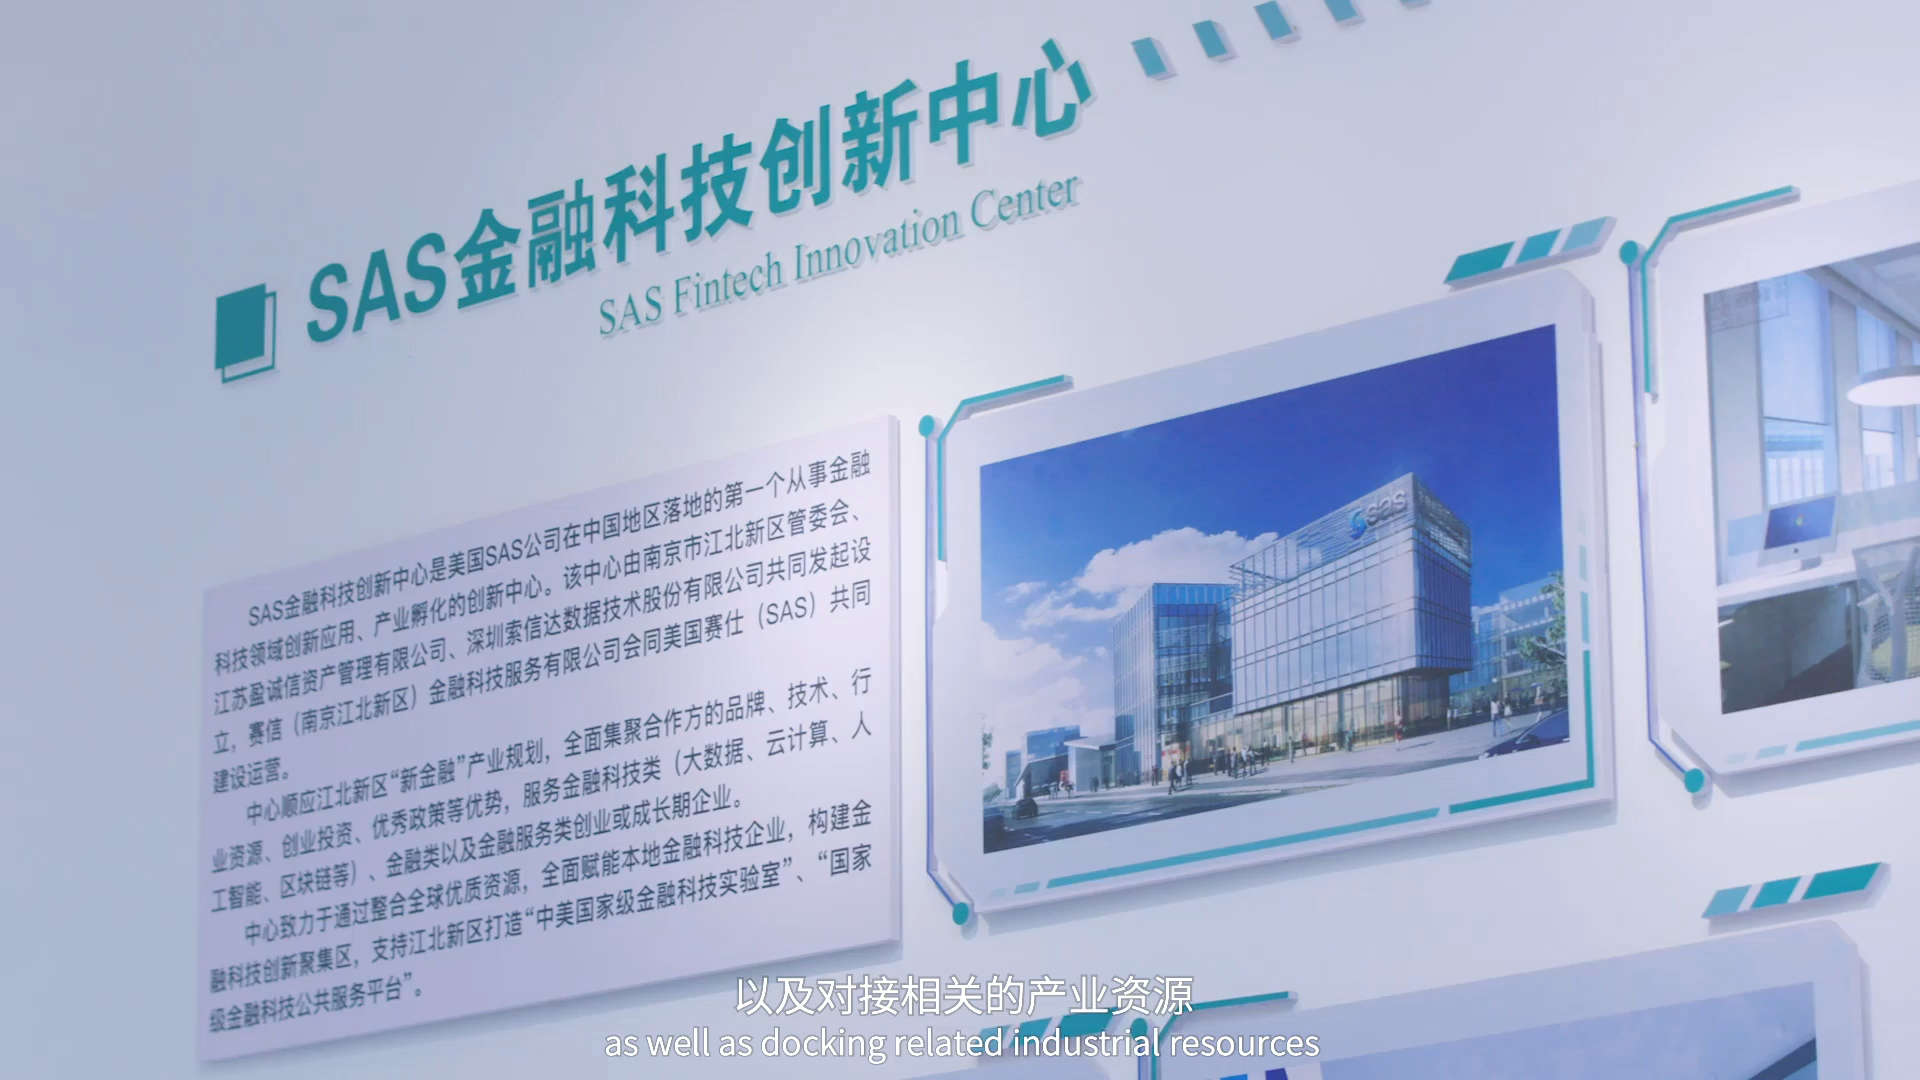 SAS金融科技创新中心
SAS Fintech Innovation Center
SAS金融科技创新中心是美国SAS公司在中国地区落地的第一个从事金融
科技领域创新应用、产业孵化的创新中心。该中心由南京市江北新区管委会、
江苏盈诚信资产管理有限公司、深圳索信达数据技术股份有限公司共同发起设
立，赛信（南京江北新区）金融科技服务有限公司会同美国赛仕（SAS）共同
建设运营。
中心顺应江北新区“新金融”产业规划，全面集聚合作方的品牌、技术、行
业资源、创业投资、优秀政策等优势，服务金融科技类（大数据、云计算、人
工智能、区块链等）、金融类以及金融服务类创业或成长期企业。
中心致力于通过整合全球优质资源，全面赋能本地金融科技企业，构建金
融科技创新聚集区，支持江北新区打造“中美国家级金融科技实验室”、“国家
级金融科技公共服务平台”。
sas
以及对接相关的产业资源
as well as docking related industrial resources